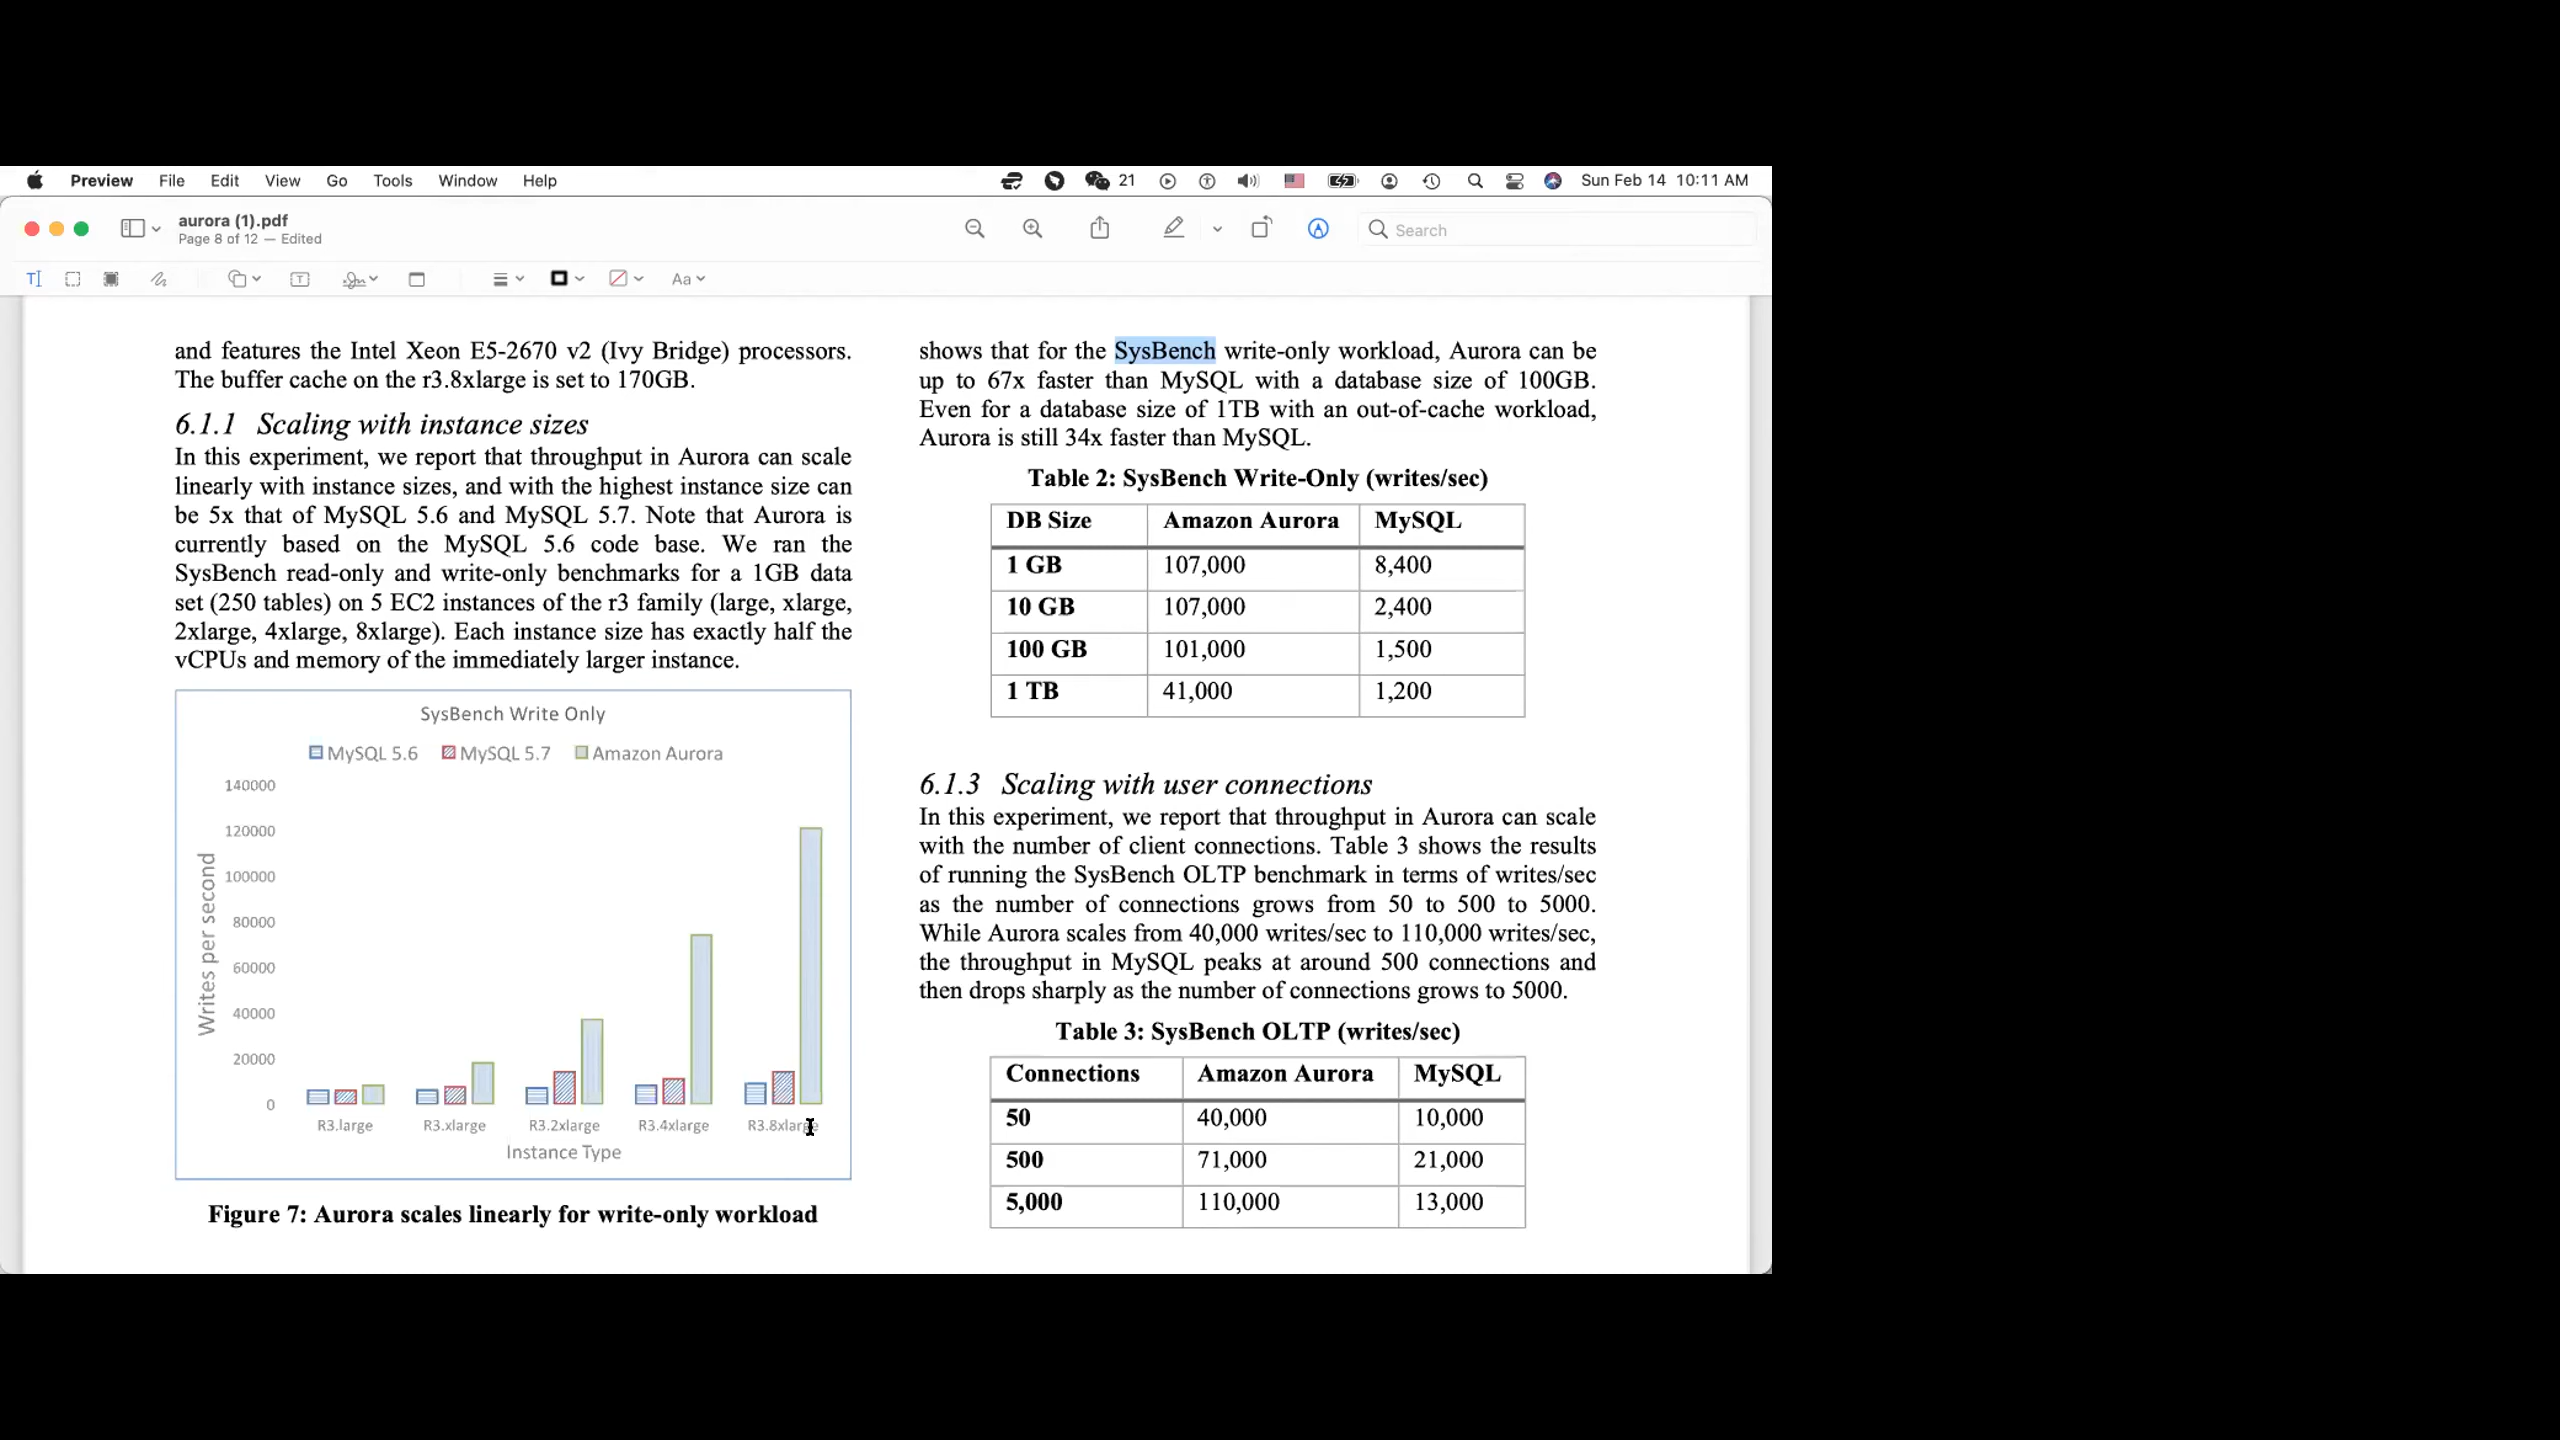 Preview File Edit View Go Tools Window Help 21 Sun Feb 14 10:11 AM
aurora (1).pdf
Page 8 of 12 — Edited
Search
Aa
and features the Intel Xeon E5-2670 v2 (Ivy Bridge) processors.
The buffer cache on the r3.8xlarge is set to 170GB.
6.1.1 Scaling with instance sizes
In this experiment, we report that throughput in Aurora can scale
linearly with instance sizes, and with the highest instance size can
be 5x that of MySQL 5.6 and MySQL 5.7. Note that Aurora is
currently based on the MySQL 5.6 code base. We ran the
SysBench read-only and write-only benchmarks for a 1GB data
set (250 tables) on 5 EC2 instances of the r3 family (large, xlarge,
2xlarge, 4xlarge, 8xlarge). Each instance size has exactly half the
vCPUs and memory of the immediately larger instance.
SysBench Write Only
MySQL 5.6 MySQL 5.7 Amazon Aurora
Writes per second
140000
120000
100000
80000
60000
40000
20000
0
R3.large R3.xlarge R3.2xlarge R3.4xlarge R3.8xlarge
Instance Type
Figure 7: Aurora scales linearly for write-only workload
shows that for the SysBench write-only workload, Aurora can be
up to 67x faster than MySQL with a database size of 100GB.
Even for a database size of 1TB with an out-of-cache workload,
Aurora is still 34x faster than MySQL.
Table 2: SysBench Write-Only (writes/sec)
DB Size Amazon Aurora MySQL
1 GB 107,000 8,400
10 GB 107,000 2,400
100 GB 101,000 1,500
1 TB 41,000 1,200
6.1.3 Scaling with user connections
In this experiment, we report that throughput in Aurora can scale
with the number of client connections. Table 3 shows the results
of running the SysBench OLTP benchmark in terms of writes/sec
as the number of connections grows from 50 to 500 to 5000.
While Aurora scales from 40,000 writes/sec to 110,000 writes/sec,
the throughput in MySQL peaks at around 500 connections and
then drops sharply as the number of connections grows to 5000.
Table 3: SysBench OLTP (writes/sec)
Connections Amazon Aurora MySQL
50 40,000 10,000
500 71,000 21,000
5,000 110,000 13,000